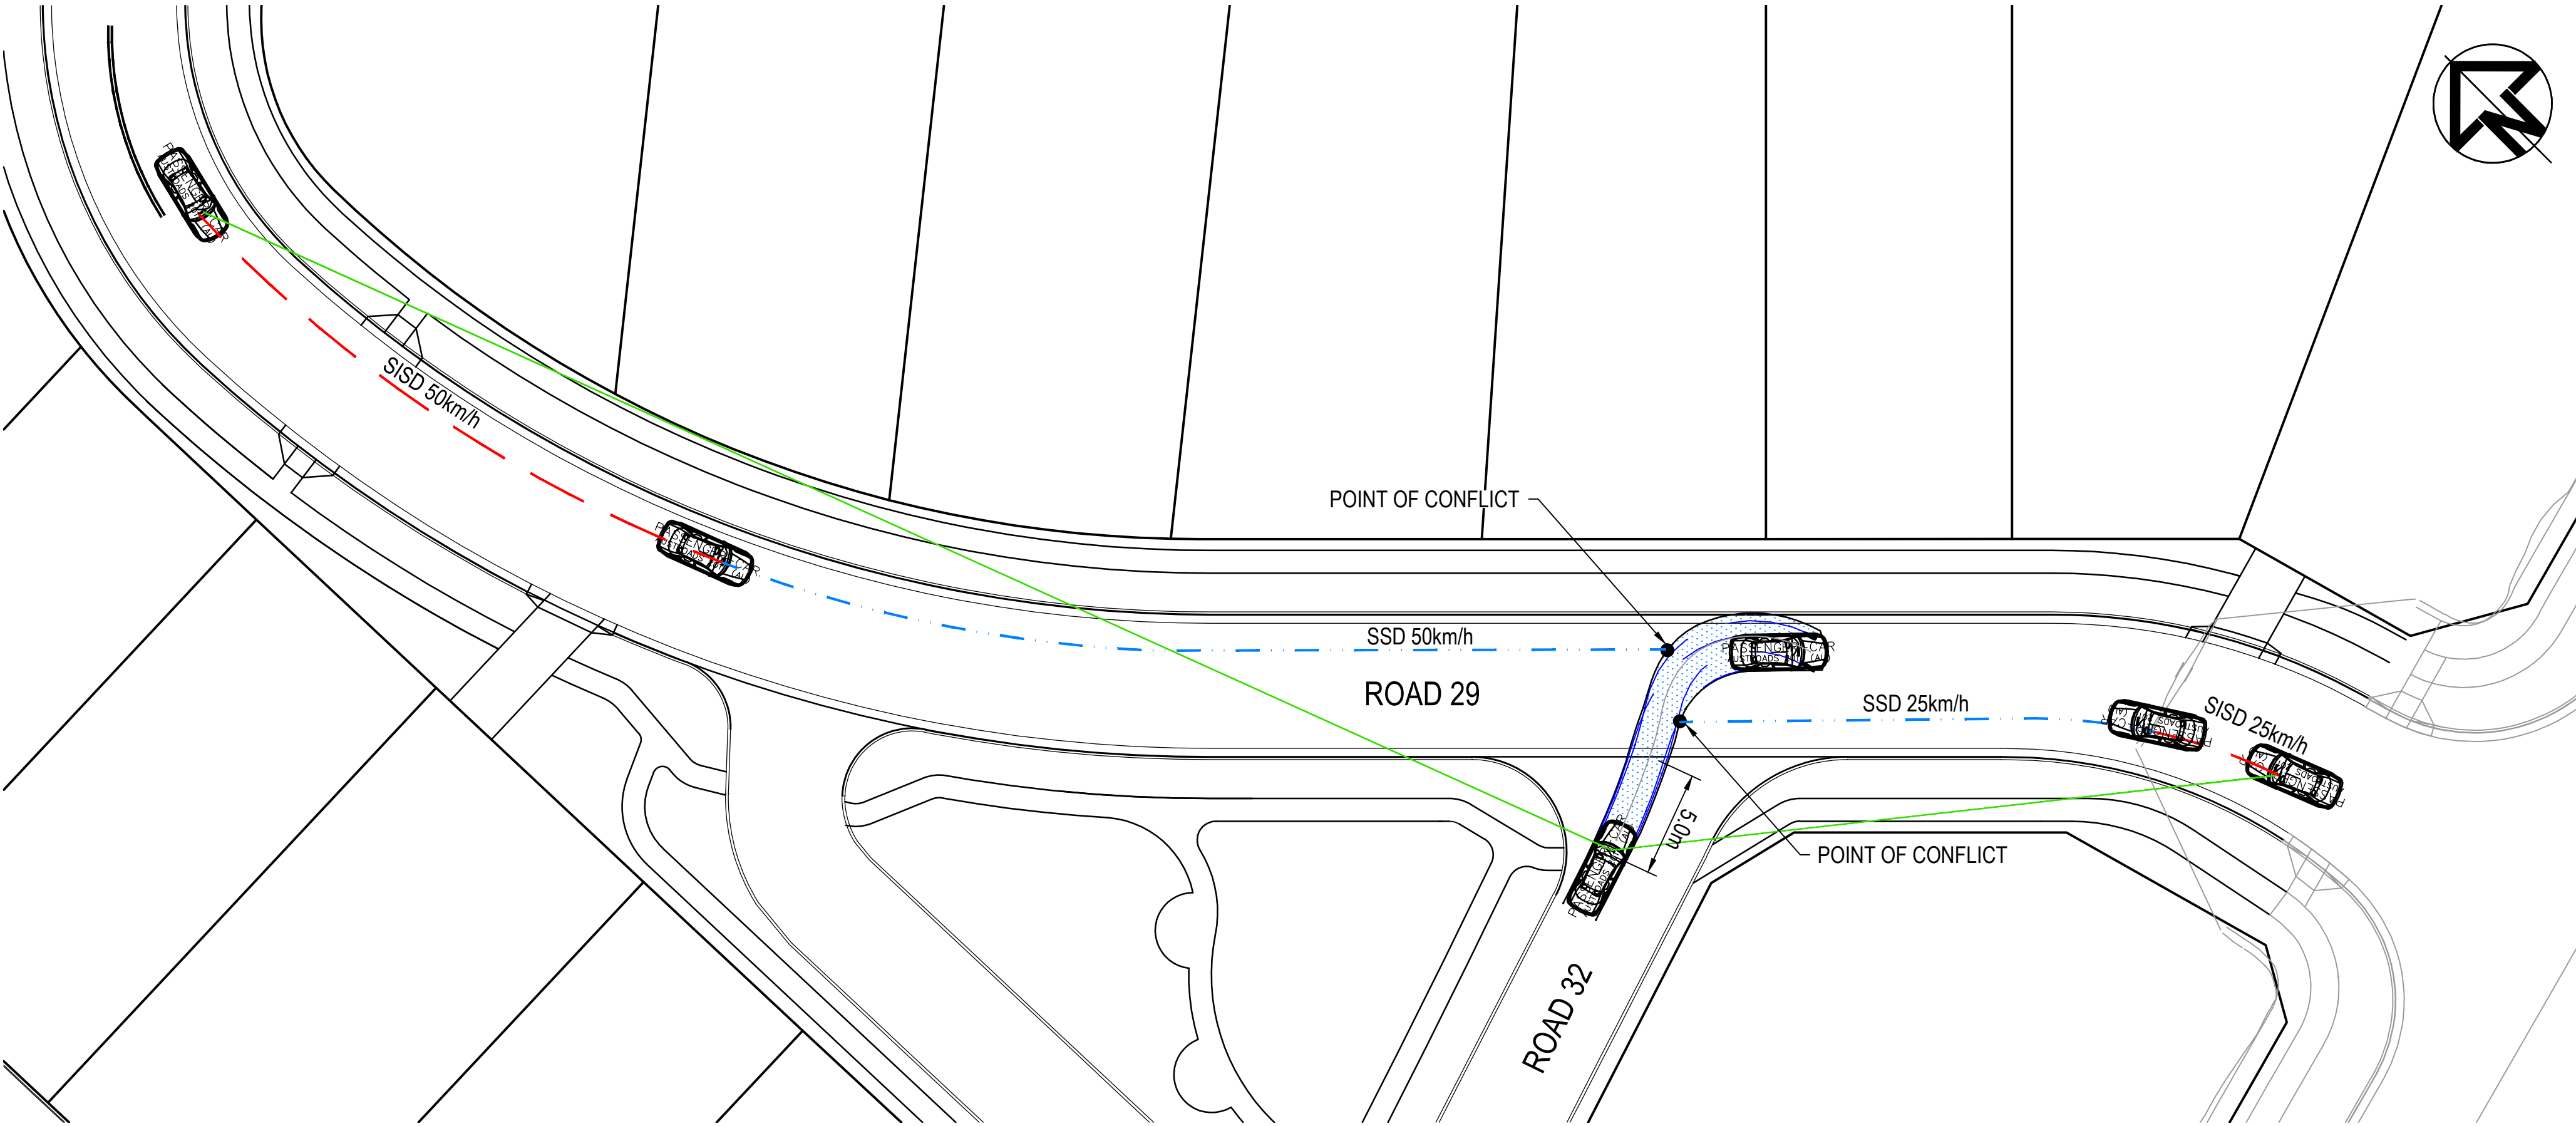 SISD 50km/h
POINT OF CONFLICT
SSD 50km/h
ROAD 29
SSD 25km/h
SISD 25km/h
5.0m
POINT OF CONFLICT
ROAD 32